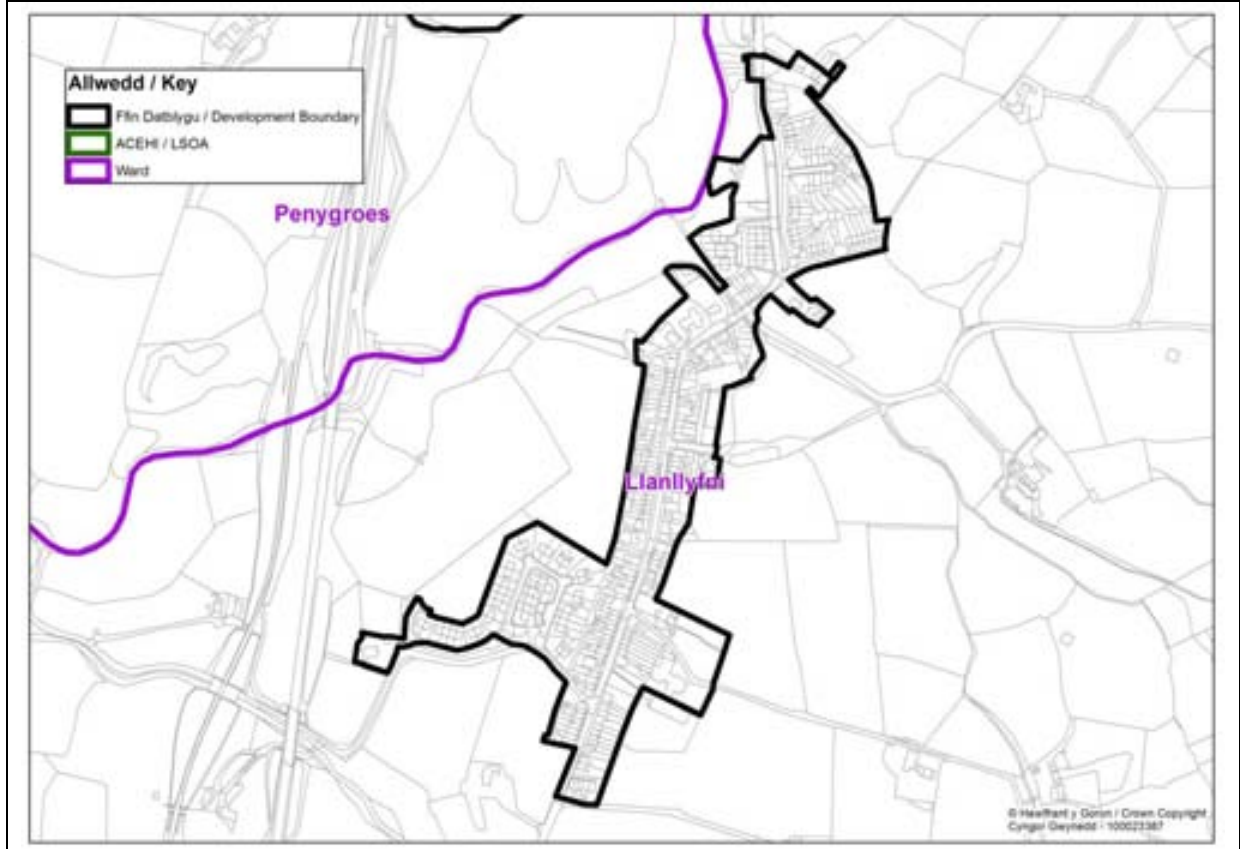 Allwedd / Key
Ffin Datblygu / Development Boundary
ACEHI / LSOA
Ward
Penygroes
Llanllyfni
© Hawlfraint y Goron / Crown Copyright
Cyngor Gwynedd - 100023387